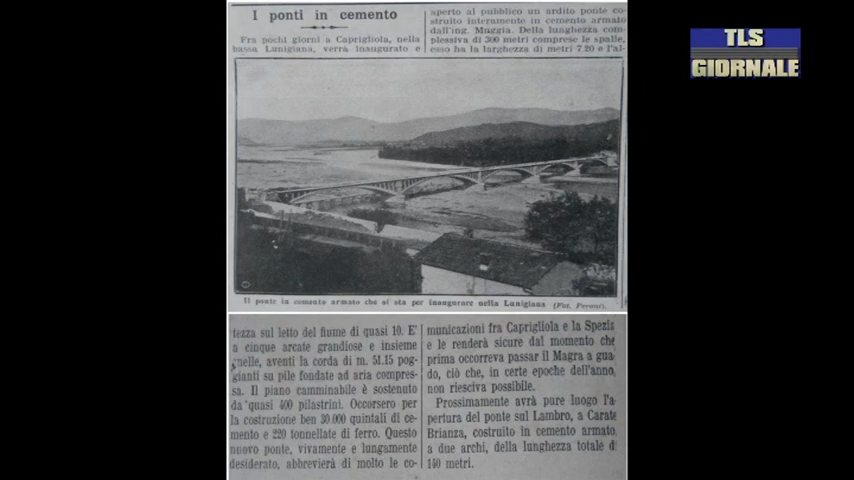 I ponti in cemento
Fra pochi giorni a Caprigliola, nella
bassa Lunigiana, verrà inaugurato e
aperto al pubblico un ardito ponte co-
struito interamente in cemento armato
dall'ing. Muggia. Della lunghezza com-
plessiva di 300 metri comprese le spalle,
esso ha la larghezza di metri 7.20 e l'al-
Il ponte in cemento armato che si sta per inaugurare nella Lunigiana (Fot. Peroni).
tezza sul letto del fiume di quasi 10. E'
a cinque arcate grandiose e insieme
snelle, aventi la corda di m. 51.15 pog-
gianti su pile fondate ad aria compres-
sa. Il piano camminabile è sostenuto
da quasi 400 pilastrini. Occorsero per
la costruzione ben 30.000 quintali di ce-
mento e 220 tonnellate di ferro. Questo
nuovo ponte, vivamente e lungamente
desiderato, abbrevierà di molto le co-
municazioni fra Caprigliola e la Spezia
e le renderà sicure dal momento che
prima occorreva passar il Magra a gua-
do, ciò che, in certe epoche dell'anno,
non riesciva possibile.
Prossimamente avrà pure luogo l'a-
pertura del ponte sul Lambro, a Carate
Brianza, costruito in cemento armato,
a due archi, della lunghezza totale di
140 metri.
TLS
GIORNALE